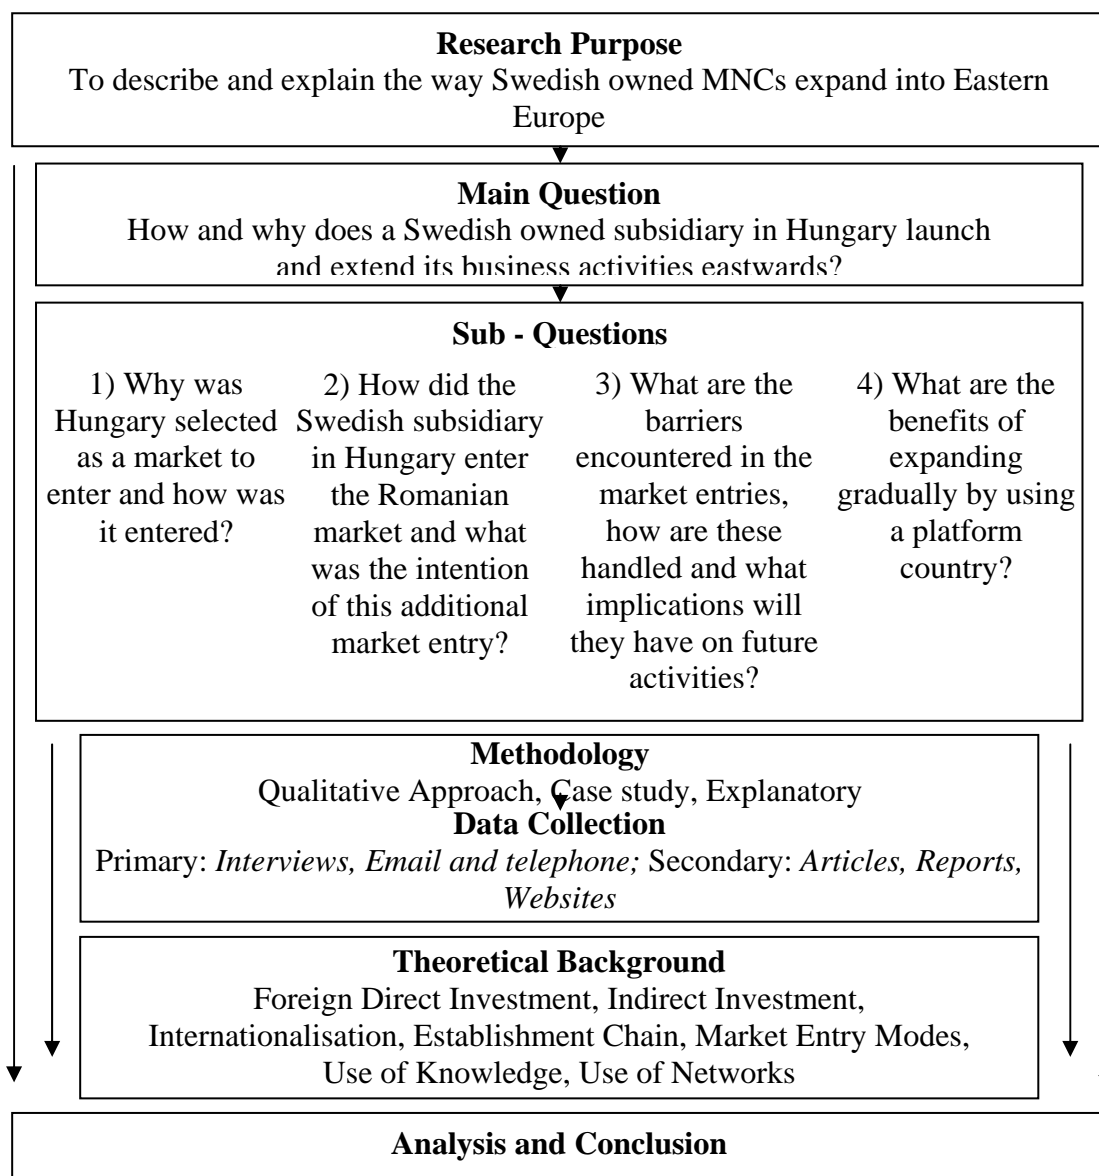 Research Purpose
To describe and explain the way Swedish owned MNCs expand into Eastern
Europe
Main Question
How and why does a Swedish owned subsidiary in Hungary launch
and extend its business activities eastwards?
Sub - Questions
1) Why was
Hungary selected
as a market to
enter and how was
it entered?
2) How did the
Swedish subsidiary
in Hungary enter
the Romanian
market and what
was the intention
of this additional
market entry?
3) What are the
barriers
encountered in the
market entries,
how are these
handled and what
implications will
they have on future
activities?
4) What are the
benefits of
expanding
gradually by using
a platform
country?
Methodology
Qualitative Approach, Case study, Explanatory
Data Collection
Primary: Interviews, Email and telephone; Secondary: Articles, Reports,
Websites
Theoretical Background
Foreign Direct Investment, Indirect Investment,
Internationalisation, Establishment Chain, Market Entry Modes,
Use of Knowledge, Use of Networks
Analysis and Conclusion